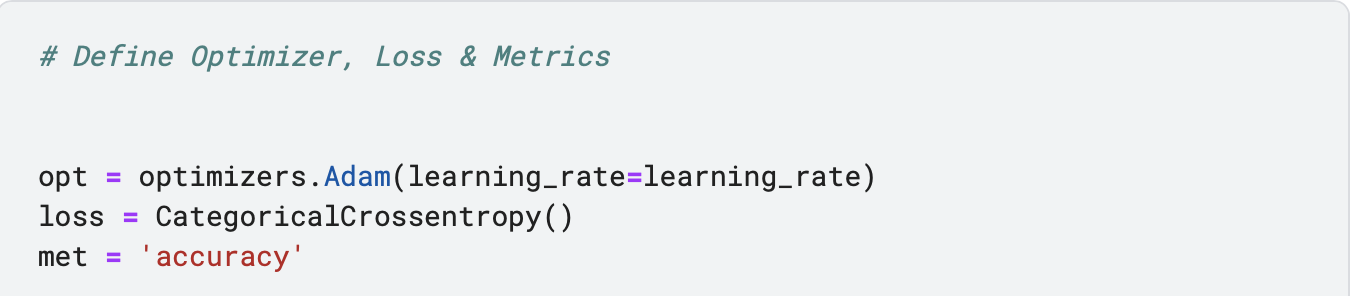 # Define Optimizer, Loss & Metrics
opt = optimizers.Adam(learning_rate=learning_rate)
loss = CategoricalCrossentropy()
met = 'accuracy'